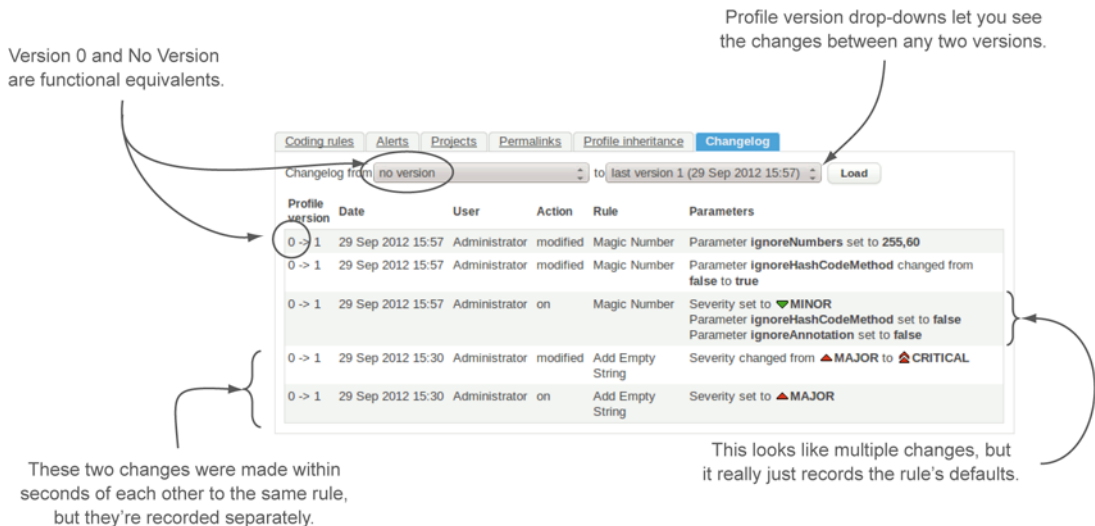 Profile version drop-downs let you see
the changes between any two versions.
Version 0 and No Version
are functional equivalents.
Coding rules Alerts Projects Permalinks Profile inheritance Changelog
Changelog from no version to last version 1 (29 Sep 2012 15:57) Load
Profile version Date User Action Rule Parameters
0 -> 1 29 Sep 2012 15:57 Administrator modified Magic Number Parameter ignoreNumbers set to 255,60
0 -> 1 29 Sep 2012 15:57 Administrator modified Magic Number Parameter ignoreHashCodeMethod changed from
false to true
0 -> 1 29 Sep 2012 15:57 Administrator on Magic Number Severity set to MINOR
Parameter ignoreHashCodeMethod set to false
Parameter ignoreAnnotation set to false
0 -> 1 29 Sep 2012 15:30 Administrator modified Add Empty String Severity changed from MAJOR to CRITICAL
0 -> 1 29 Sep 2012 15:30 Administrator on Add Empty String Severity set to MAJOR
These two changes were made within
seconds of each other to the same rule,
but they're recorded separately.
This looks like multiple changes, but
it really just records the rule's defaults.